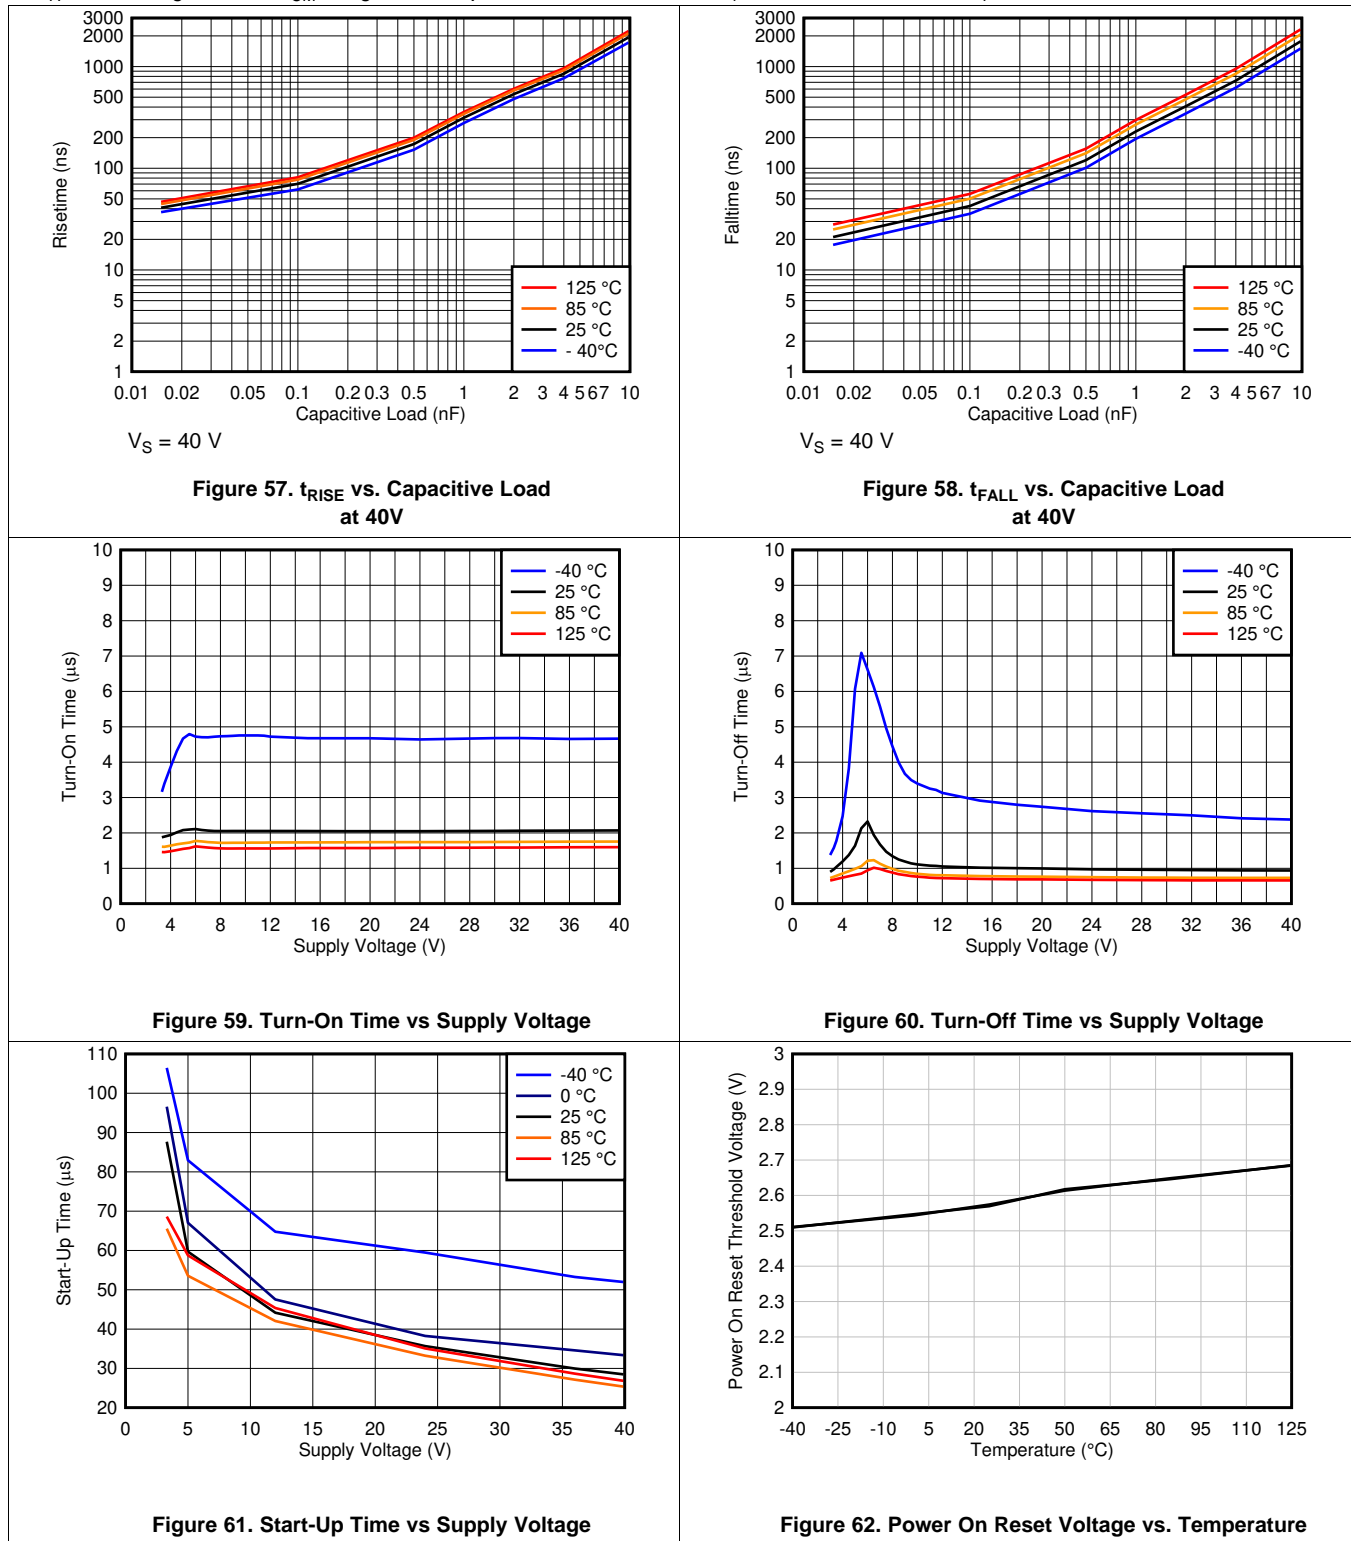 3000
2000
1000
500
200
100
50
20
10
5
2
1
Risetime (ns)
125 °C
85 °C
25 °C
- 40°C
0.01 0.02 0.05 0.1 0.2 0.3 0.5 1 2 3 4 5 6 7 10
Capacitive Load (nF)
VS = 40 V
Figure 57. tRISE vs. Capacitive Load
at 40V
3000
2000
1000
500
200
100
50
20
10
5
2
1
Falltime (ns)
125 °C
85 °C
25 °C
-40 °C
0.01 0.02 0.05 0.1 0.2 0.3 0.5 1 2 3 4 5 6 7 10
Capacitive Load (nF)
VS = 40 V
Figure 58. tFALL vs. Capacitive Load
at 40V
10
9
8
7
6
5
4
3
2
1
0
Turn-On Time (µs)
-40 °C
25 °C
85 °C
125 °C
0 4 8 12 16 20 24 28 32 36 40
Supply Voltage (V)
Figure 59. Turn-On Time vs Supply Voltage
10
9
8
7
6
5
4
3
2
1
0
Turn-Off Time (µs)
-40 °C
25 °C
85 °C
125 °C
0 4 8 12 16 20 24 28 32 36 40
Supply Voltage (V)
Figure 60. Turn-Off Time vs Supply Voltage
110
100
90
80
70
60
50
40
30
20
Start-Up Time (µs)
-40 °C
0 °C
25 °C
85 °C
125 °C
0 5 10 15 20 25 30 35 40
Supply Voltage (V)
Figure 61. Start-Up Time vs Supply Voltage
3
2.9
2.8
2.7
2.6
2.5
2.4
2.3
2.2
2.1
2
Power On Reset Threshold Voltage (V)
-40 -25 -10 5 20 35 50 65 80 95 110 125
Temperature (°C)
Figure 62. Power On Reset Voltage vs. Temperature